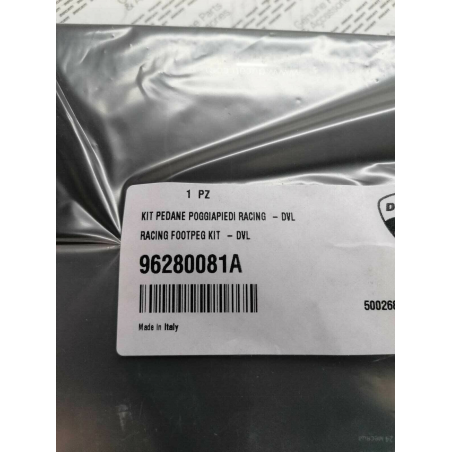 1 PZ
KIT PEDANE POGGIAPIEDI RACING - DVL
RACING FOOTPEG KIT - DVL
96280081A
500268
Made in Italy